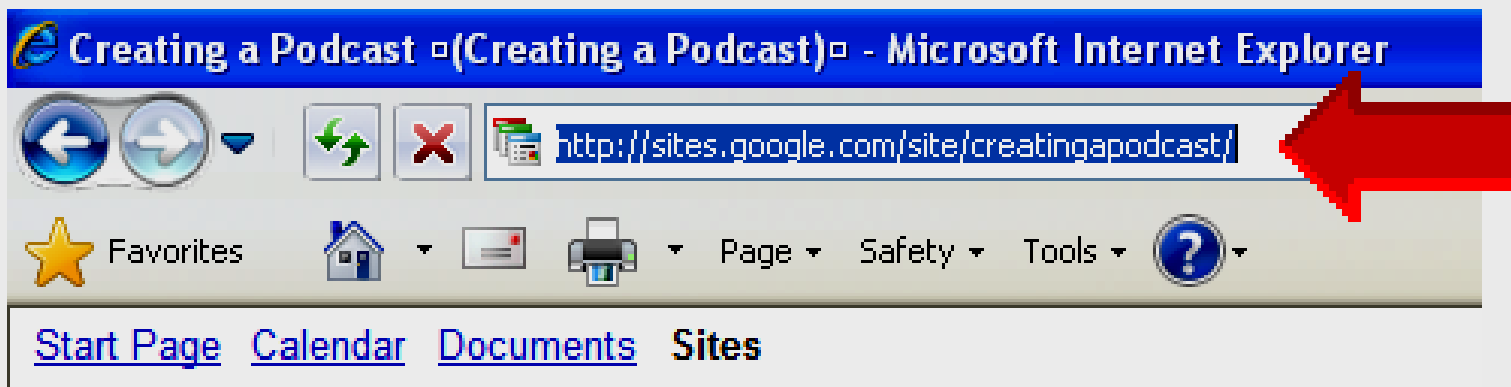 Creating a Podcast ¤(Creating a Podcast)¤ - Microsoft Internet Explorer
http://sites.google.com/site/creatingapodcast/
Favorites Page Safety Tools ?
Start Page Calendar Documents Sites